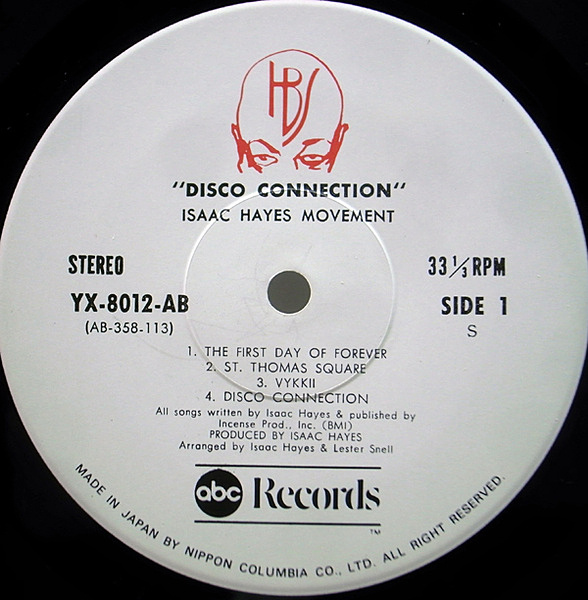 HBS
"DISCO CONNECTION"
ISAAC HAYES MOVEMENT
STEREO
33 1/3 RPM
YX-8012-AB
SIDE 1
(AB-358-113)
S
1. THE FIRST DAY OF FOREVER
2. ST. THOMAS SQUARE
3. VYKKII
4. DISCO CONNECTION
All songs written by Isaac Hayes & published by
Incense Prod., Inc. (BMI)
PRODUCED BY ISAAC HAYES
Arranged by Isaac Hayes & Lester Snell
abc Records
™
MADE IN JAPAN BY NIPPON COLUMBIA CO., LTD. ALL RIGHT RESERVED.